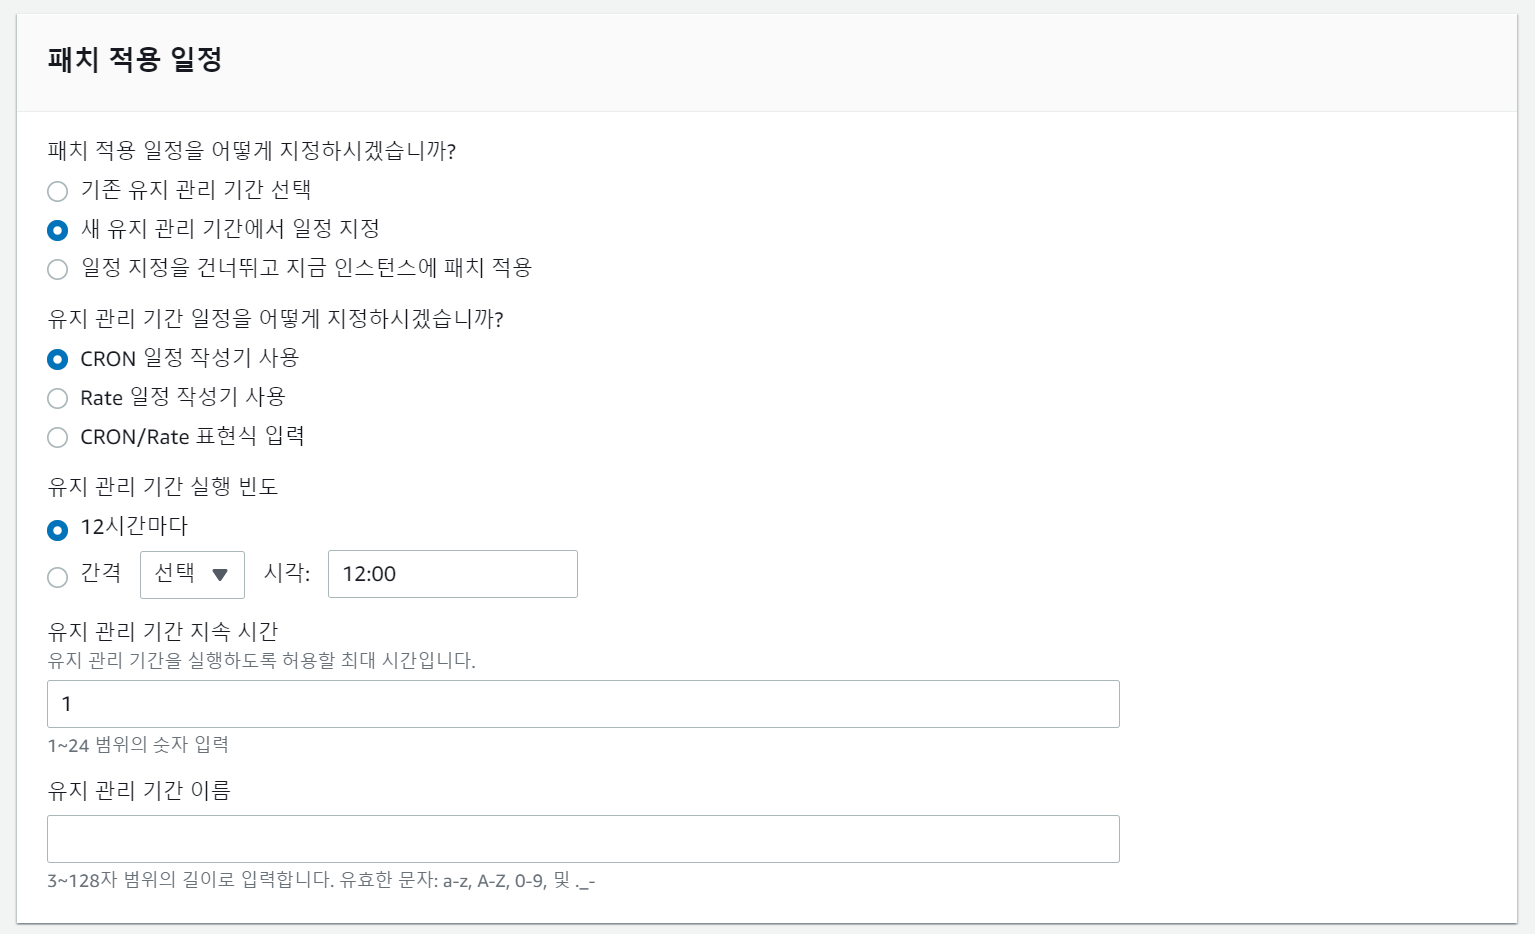 패치 적용 일정
패치 적용 일정을 어떻게 지정하시겠습니까?
기존 유지 관리 기간 선택
새 유지 관리 기간에서 일정 지정
일정 지정을 건너뛰고 지금 인스턴스에 패치 적용
유지 관리 기간 일정을 어떻게 지정하시겠습니까?
CRON 일정 작성기 사용
Rate 일정 작성기 사용
CRON/Rate 표현식 입력
유지 관리 기간 실행 빈도
12시간마다
간격 선택 시각: 12:00
유지 관리 기간 지속 시간
유지 관리 기간을 실행하도록 허용할 최대 시간입니다.
1
1~24 범위의 숫자 입력
유지 관리 기간 이름
3~128자 범위의 길이로 입력합니다. 유효한 문자: a-z, A-Z, 0-9, 및 ._-